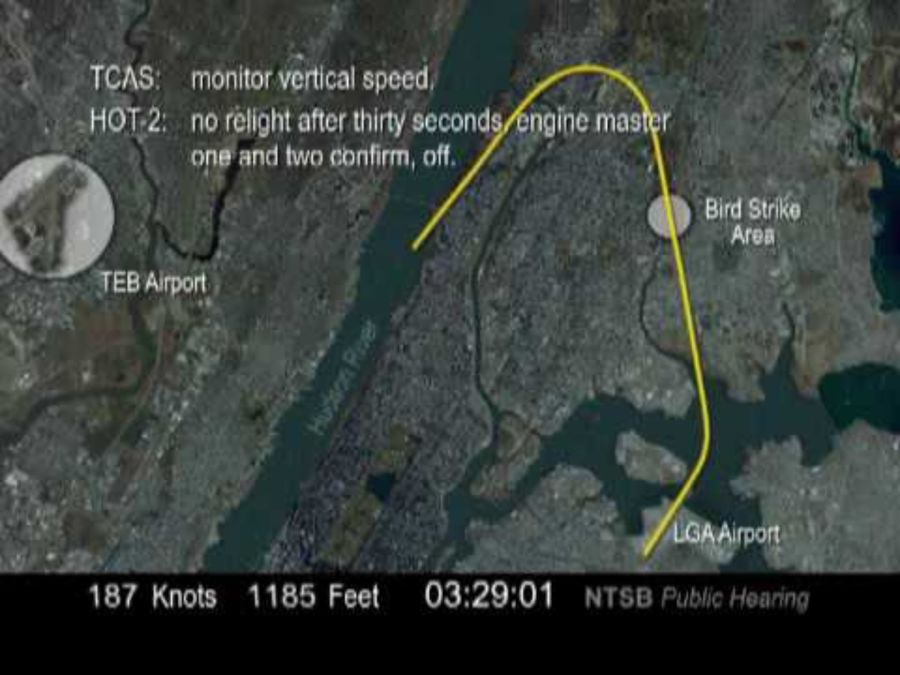 TCAS: monitor vertical speed.
HOT-2: no relight after thirty seconds, engine master
one and two confirm, off.
Bird Strike
Area
TEB Airport
Hudson River
LGA Airport
187 Knots 1185 Feet 03:29:01 NTSB Public Hearing